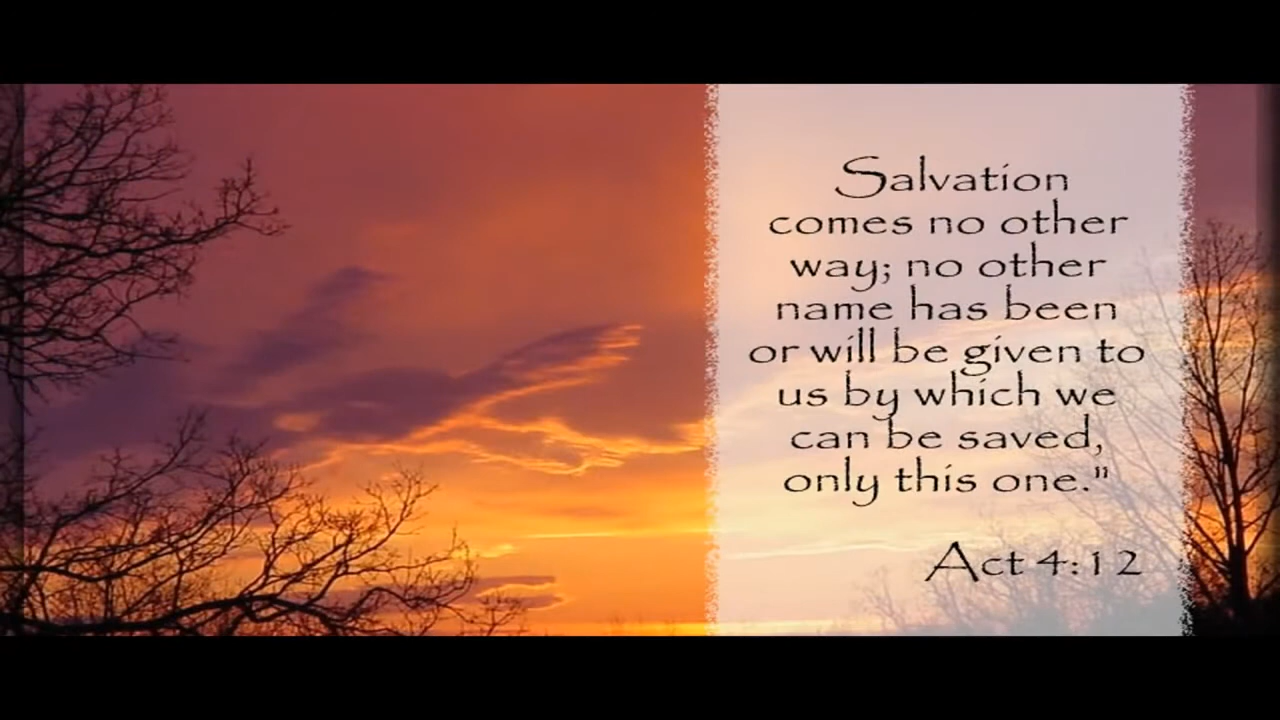 Salvation
comes no other
way; no other
name has been
or will be given to
us by which we
can be saved,
only this one."
Act 4:12